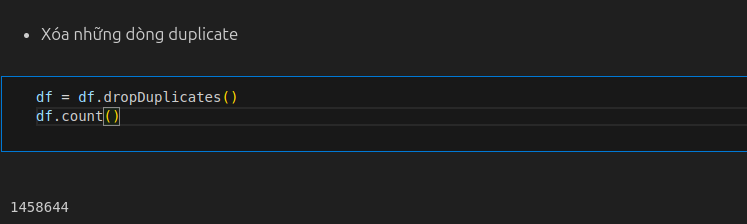 • Xóa những dòng duplicate
df = df.dropDuplicates()
df.count()
1458644